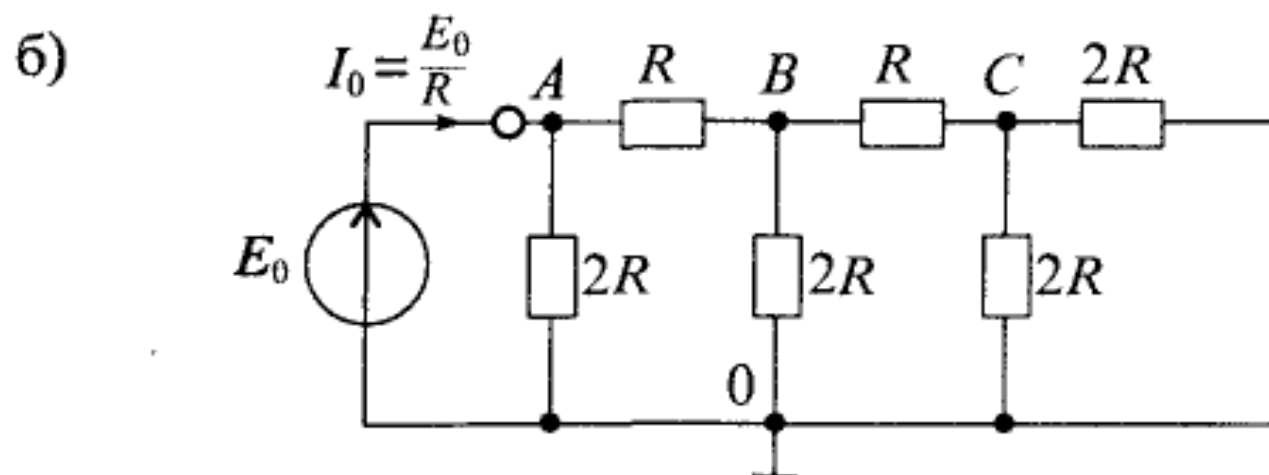 б)
I₀ = E₀/R
A R B R C 2R
E₀ 2R 2R 2R
0